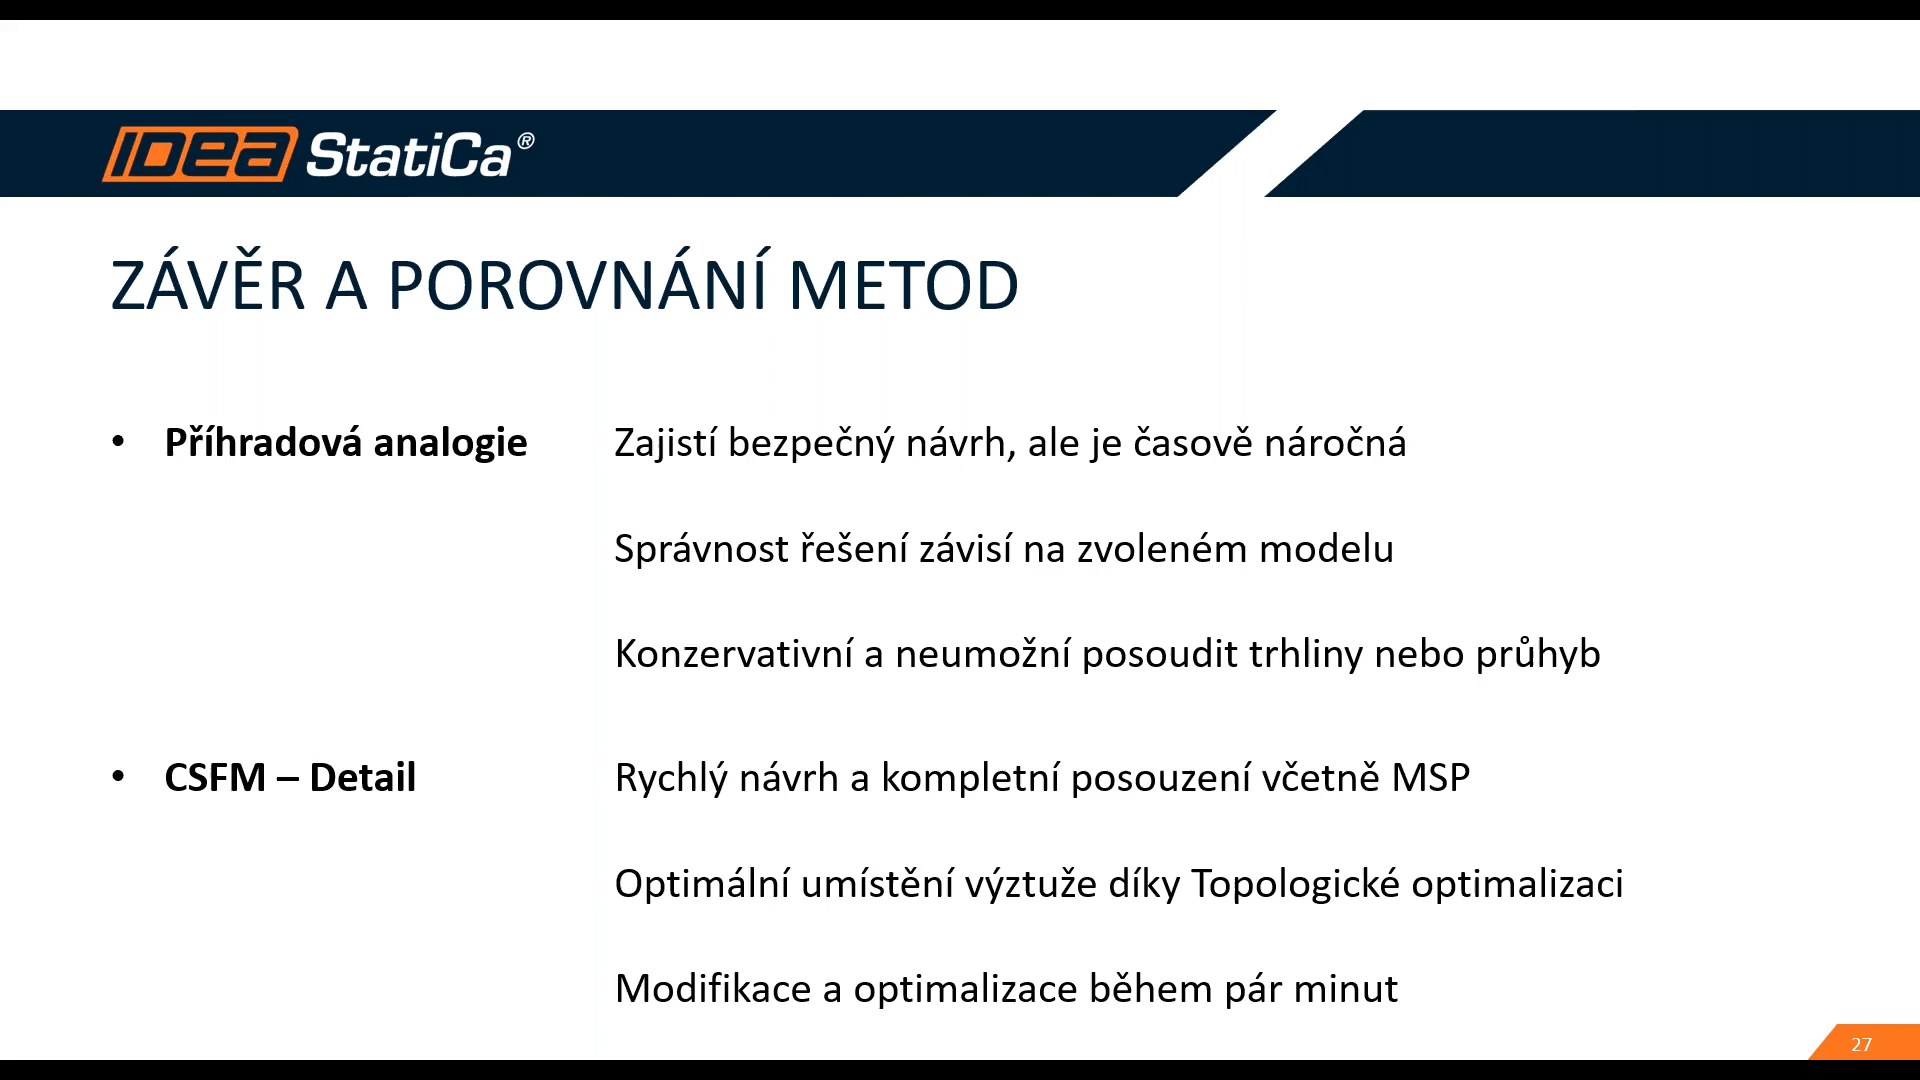 IDEA StatiCa®
ZÁVĚR A POROVNÁNÍ METOD
• Příhradová analogie Zajistí bezpečný návrh, ale je časově náročná
Správnost řešení závisí na zvoleném modelu
Konzervativní a neumožní posoudit trhliny nebo průhyb
• CSFM – Detail Rychlý návrh a kompletní posouzení včetně MSP
Optimální umístění výztuže díky Topologické optimalizaci
Modifikace a optimalizace během pár minut
27